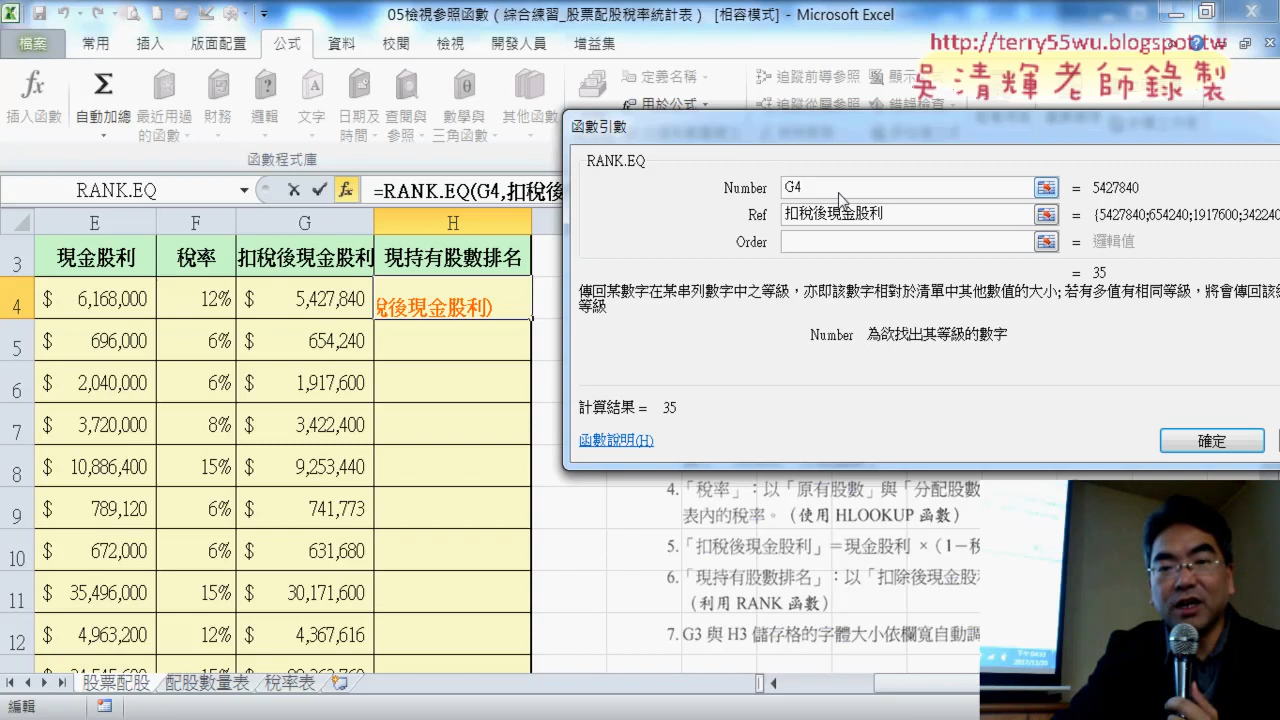 05檢視參照函數（綜合練習_股票配股稅率統計表） [相容模式] - Microsoft Excel
檔案 常用 插入 版面配置 公式 資料 校閱 檢視 開發人員 增益集
http://terry55wu.blogspot.tw
吳清輝老師錄製
插入函數 自動加總 最近用過的函數 財務 邏輯 文字 日期及時間 查閱與參照 數學與三角函數 其他函數
定義名稱 追蹤前導參照 顯示
用於公式 追蹤從屬參照 錯誤檢查
函數程式庫
RANK.EQ =RANK.EQ(G4,扣稅後
函數引數
RANK.EQ
Number G4 = 5427840
Ref 扣稅後現金股利 = {5427840;654240;1917600;342240
Order = 邏輯值
= 35
傳回某數字在某串列數字中之等級，亦即該數字相對於清單中其他數值的大小; 若有多值有相同等級，將會傳回該
等級
Number 為欲找出其等級的數字
計算結果 = 35
函數說明(H)
確定
E F G H
3 現金股利 稅率 扣稅後現金股利 現持有股數排名
4 $ 6,168,000 12% $ 5,427,840 稅後現金股利)
5 $ 696,000 6% $ 654,240
6 $ 2,040,000 6% $ 1,917,600
7 $ 3,720,000 8% $ 3,422,400
8 $ 10,886,400 15% $ 9,253,440
9 $ 789,120 6% $ 741,773
10 $ 672,000 6% $ 631,680
11 $ 35,496,000 15% $ 30,171,600
12 $ 4,963,200 12% $ 4,367,616
4.「稅率」：以「原有股數」與「分配股數
表內的稅率。（使用 HLOOKUP 函數）
5.「扣稅後現金股利」＝現金股利 ×（1－稅
6.「現持有股數排名」：以「扣除後現金股
（利用 RANK 函數）
7. G3 與 H3 儲存格的字體大小依欄寬自動調
股票配股 配股數量表 稅率表
編輯